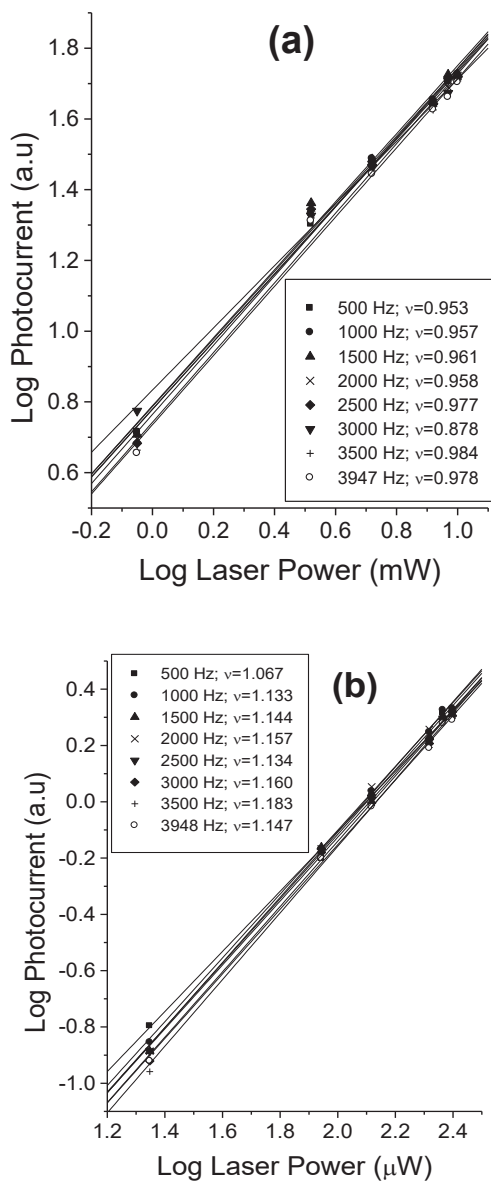 (a)
Log Photocurrent (a.u)
1.8
1.6
1.4
1.2
1.0
0.8
0.6
500 Hz; ν=0.953
1000 Hz; ν=0.957
1500 Hz; ν=0.961
2000 Hz; ν=0.958
2500 Hz; ν=0.977
3000 Hz; ν=0.878
3500 Hz; ν=0.984
3947 Hz; ν=0.978
-0.2 0.0 0.2 0.4 0.6 0.8 1.0
Log Laser Power (mW)
(b)
Log Photocurrent (a.u)
0.4
0.2
0.0
-0.2
-0.4
-0.6
-0.8
-1.0
500 Hz; ν=1.067
1000 Hz; ν=1.133
1500 Hz; ν=1.144
2000 Hz; ν=1.157
2500 Hz; ν=1.134
3000 Hz; ν=1.160
3500 Hz; ν=1.183
3948 Hz; ν=1.147
1.2 1.4 1.6 1.8 2.0 2.2 2.4
Log Laser Power (μW)